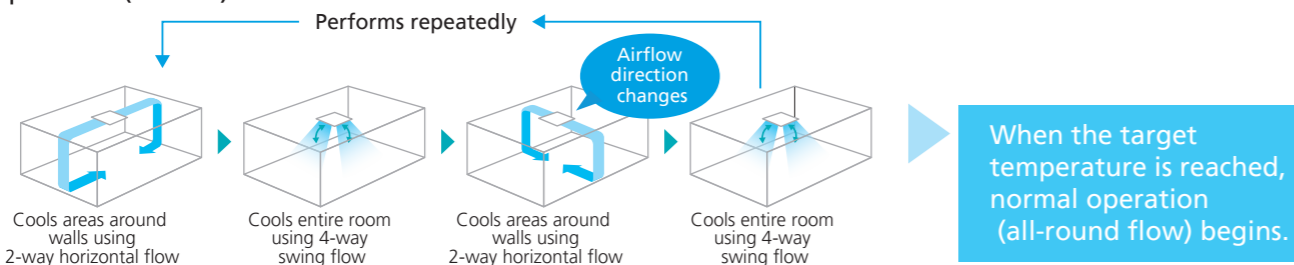 Performs repeatedly
Airflow
direction
changes
Cools areas around
walls using
2-way horizontal flow
Cools entire room
using 4-way
swing flow
Cools areas around
walls using
2-way horizontal flow
Cools entire room
using 4-way
swing flow
When the target
temperature is reached,
normal operation
(all-round flow) begins.